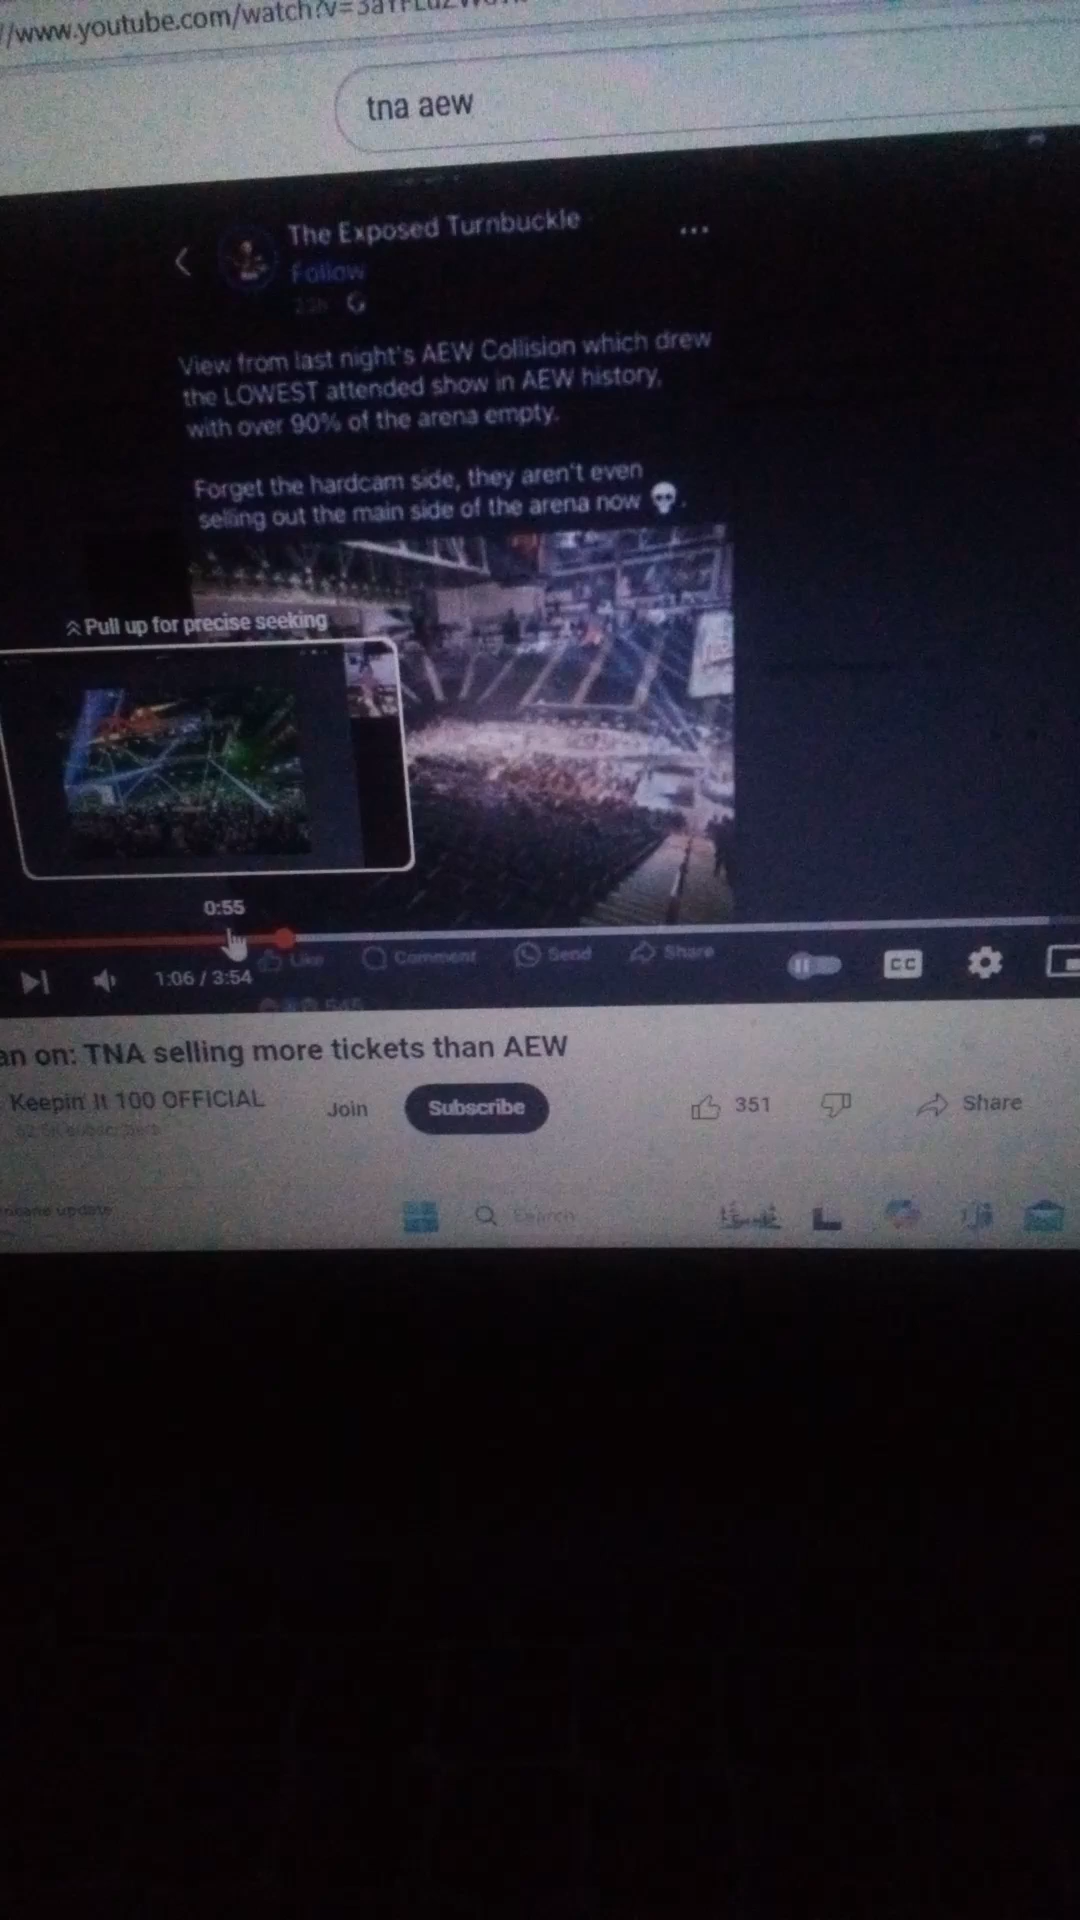 //www.youtube.com/watch?v=
tna aew
The Exposed Turnbuckle
Follow
View from last night's AEW Collision which drew
the LOWEST attended show in AEW history,
with over 90% of the arena empty.
Forget the hardcam side, they aren't even
selling out the main side of the arena now 💀.
Pull up for precise seeking
0:55
Like Comment Send Share
1:06 / 3:54
CC
an on: TNA selling more tickets than AEW
Keepin' It 100 OFFICIAL
Join Subscribe 351 Share
subscribers
update
Search